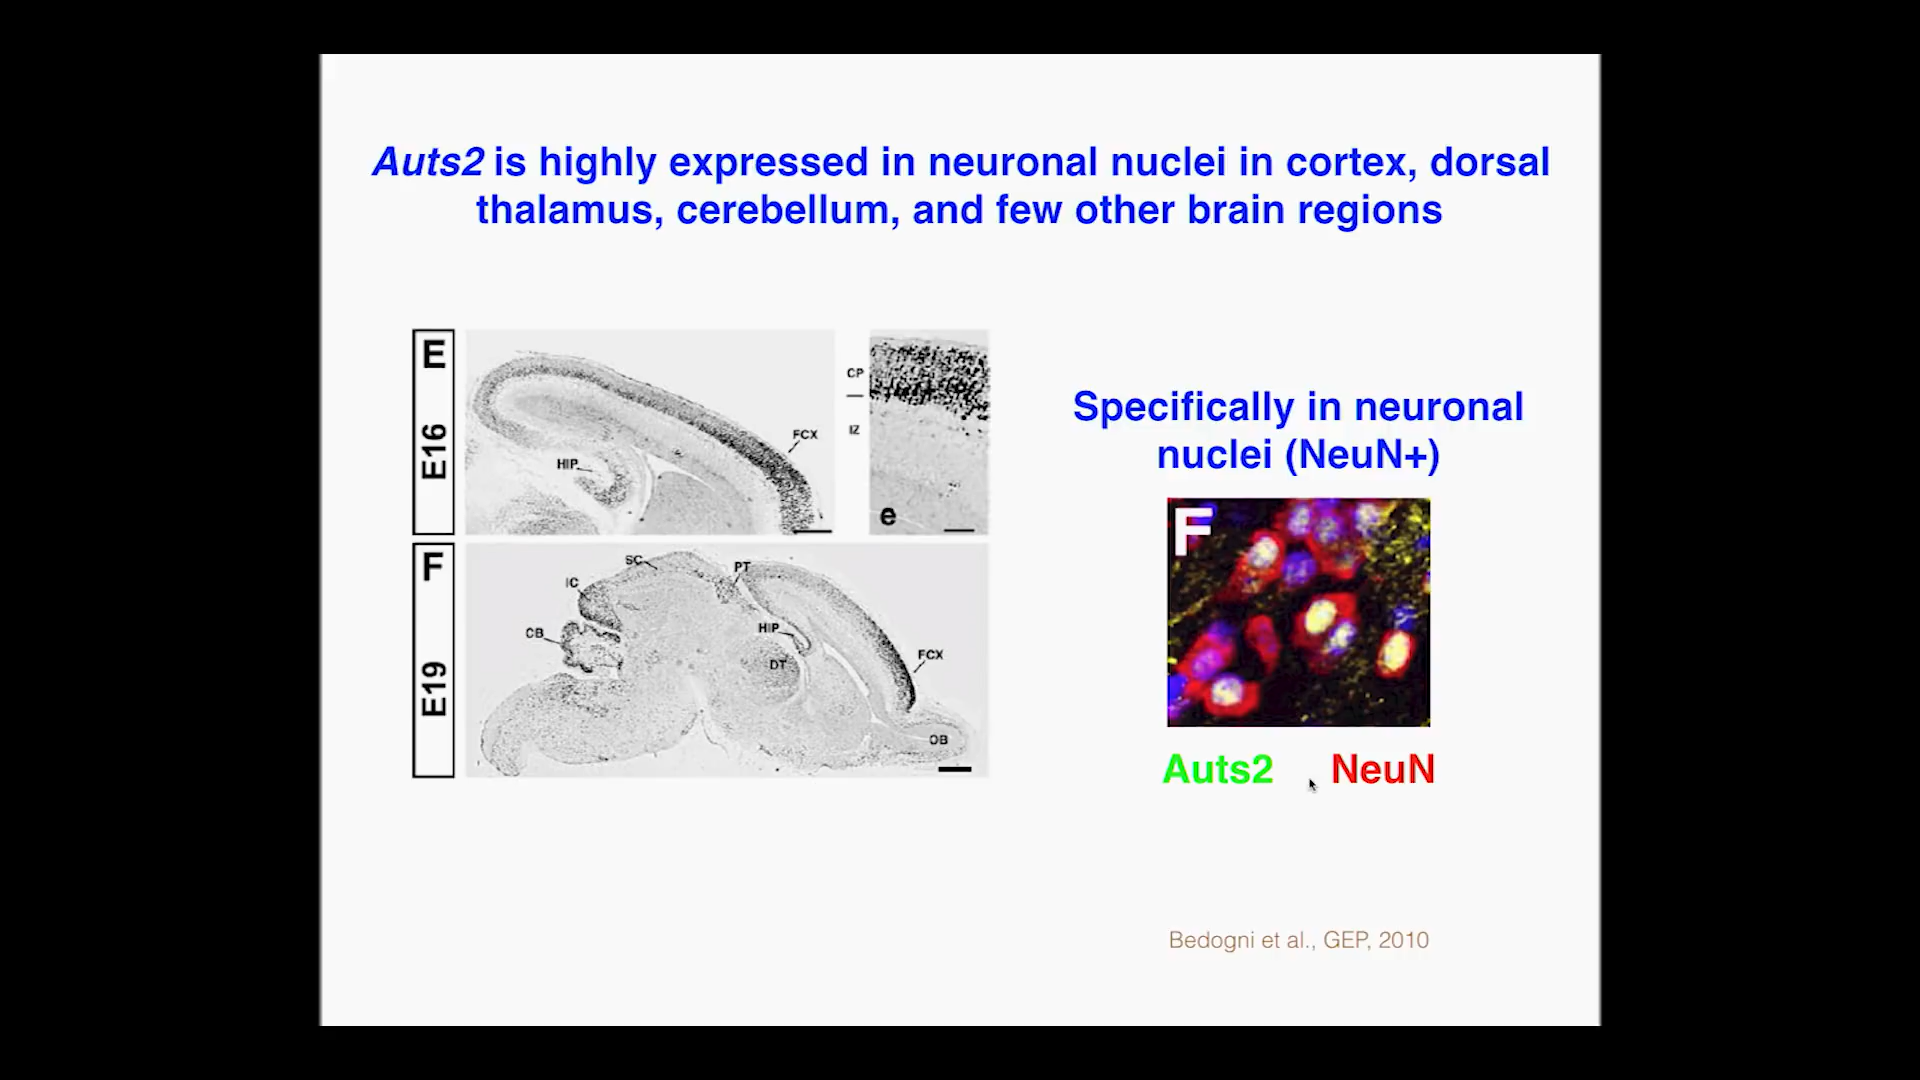 Auts2 is highly expressed in neuronal nuclei in cortex, dorsal
thalamus, cerebellum, and few other brain regions
E
E16
HIP
FCX
CP
IZ
e
F
E19
SC
PT
IC
CB
HIP
DT
FCX
OB
Specifically in neuronal
nuclei (NeuN+)
F
Auts2 NeuN
Bedogni et al., GEP, 2010